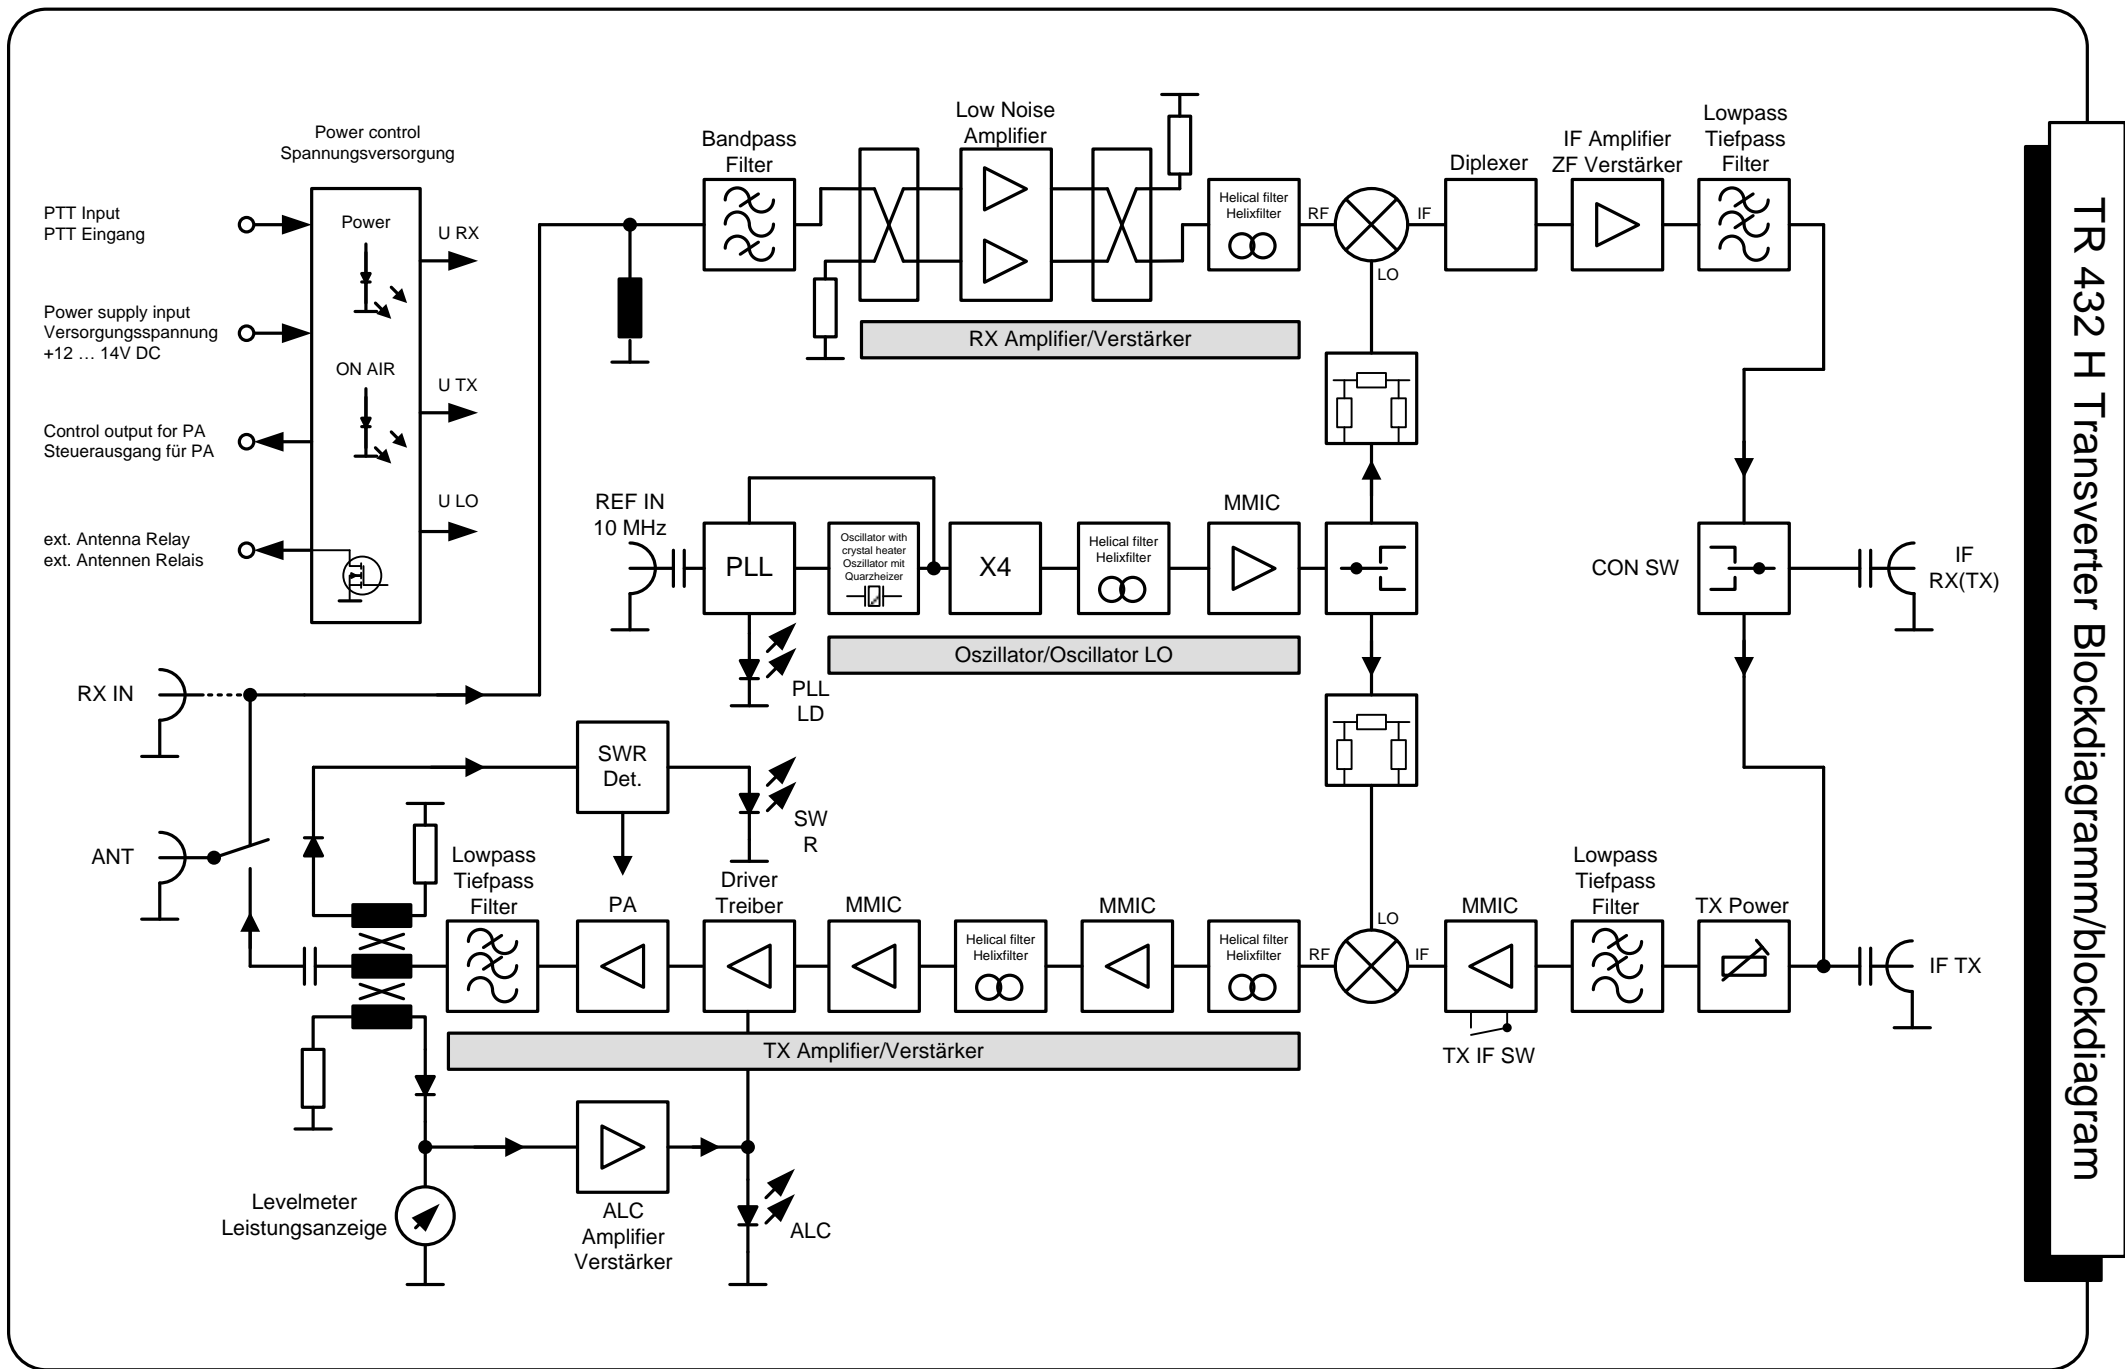 Power control
Spannungsversorgung
PTT Input
PTT Eingang
Power supply input
Versorgungsspannung
+12 … 14V DC
Control output for PA
Steuerausgang für PA
ext. Antenna Relay
ext. Antennen Relais
Power
ON AIR
U RX
U TX
U LO
Bandpass
Filter
Low Noise
Amplifier
Helical filter
Helixfilter
RF
IF
LO
Diplexer
IF Amplifier
ZF Verstärker
Lowpass
Tiefpass
Filter
RX Amplifier/Verstärker
REF IN
10 MHz
PLL
Oscillator with
crystal heater
Oszillator mit
Quarzheizer
X4
Helical filter
Helixfilter
MMIC
CON SW
IF
RX(TX)
Oszillator/Oscillator LO
PLL
LD
RX IN
SWR
Det.
SW
R
ANT
Lowpass
Tiefpass
Filter
PA
Driver
Treiber
MMIC
Helical filter
Helixfilter
MMIC
Helical filter
Helixfilter
RF
LO
IF
MMIC
TX IF SW
Lowpass
Tiefpass
Filter
TX Power
IF TX
TX Amplifier/Verstärker
Levelmeter
Leistungsanzeige
ALC
Amplifier
Verstärker
ALC
TR 432 H Transverter Blockdiagramm/blockdiagram